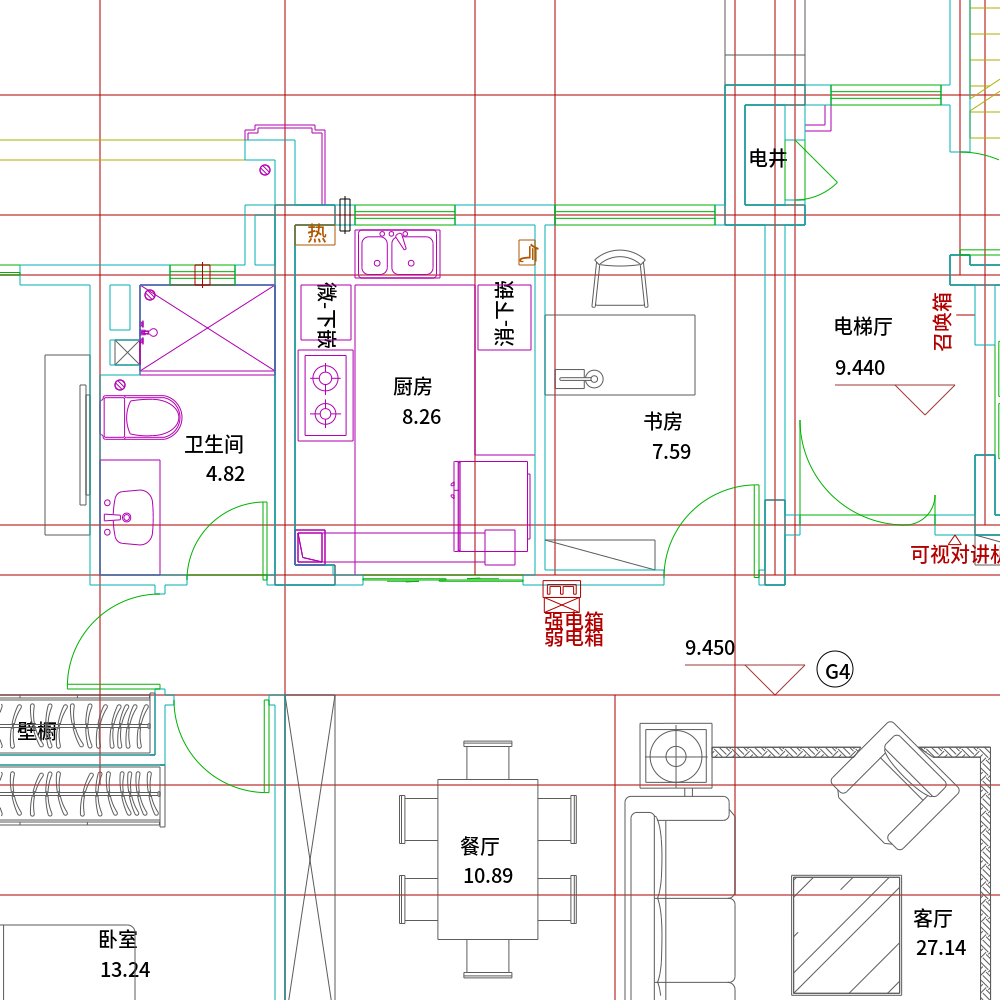 电井
热
微-下嵌
消-下嵌
召唤箱
电梯厅
9.440
厨房
8.26
书房
7.59
卫生间
4.82
可视对讲机
强电箱
弱电箱
9.450
G4
壁橱
餐厅
10.89
客厅
27.14
卧室
13.24